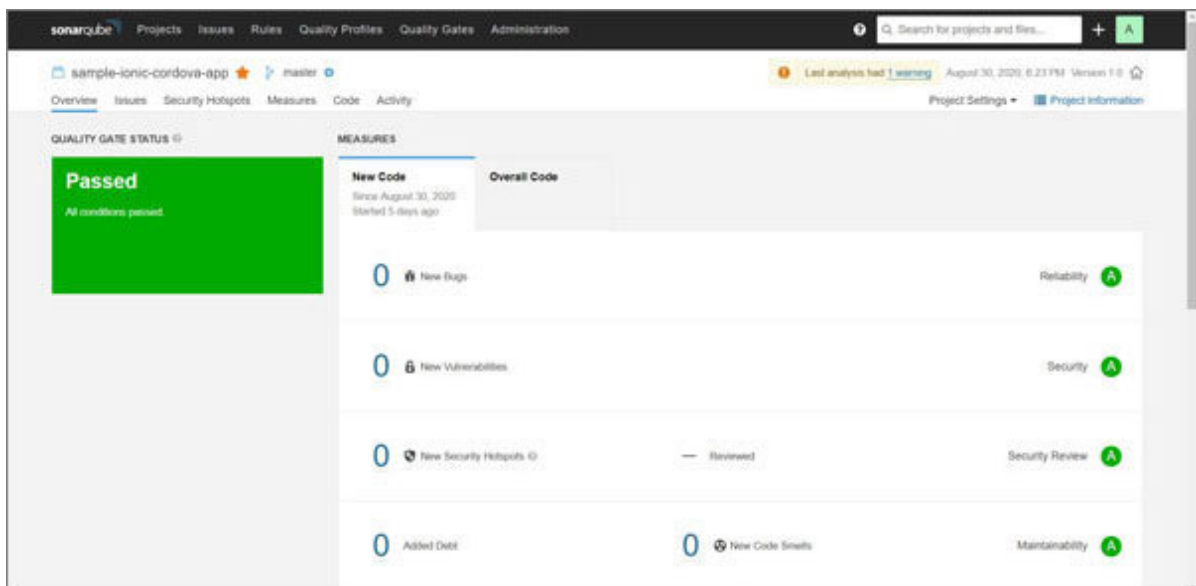 sonarqube Projects Issues Rules Quality Profiles Quality Gates Administration Search for projects and files... + A
sample-ionic-cordova-app master Last analysis had 1 warning August 30, 2020, 6:23 PM Version 1.0
Overview Issues Security Hotspots Measures Code Activity Project Settings Project Information
QUALITY GATE STATUS MEASURES
Passed
All conditions passed.
New Code Overall Code
Since August 30, 2020
Started 5 days ago
0 New Bugs Reliability A
0 New Vulnerabilities Security A
0 New Security Hotspots — Reviewed Security Review A
0 Added Debt 0 New Code Smells Maintainability A